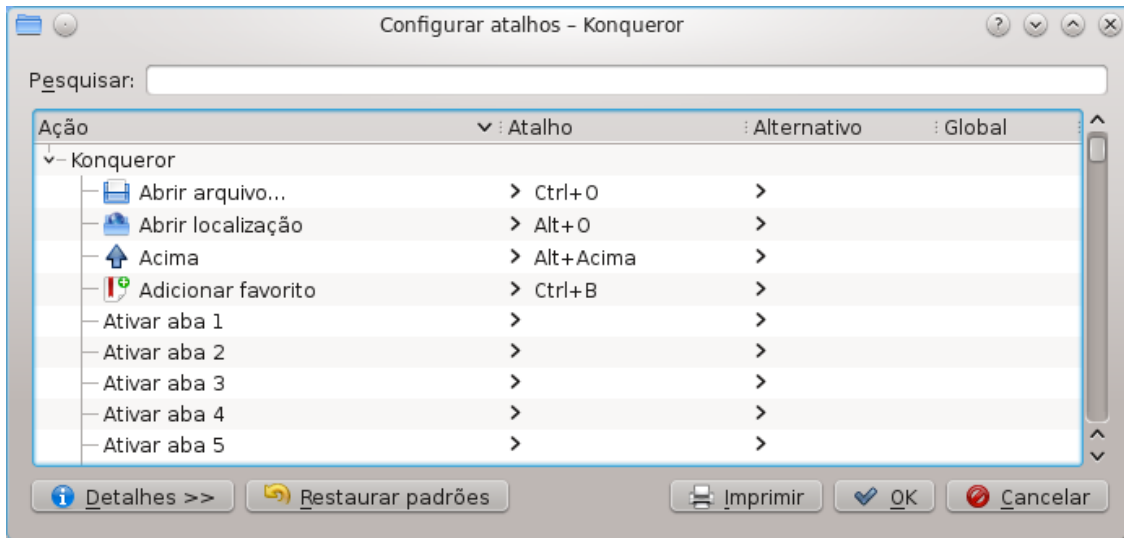 Configurar atalhos – Konqueror
Pesquisar:
Ação Atalho Alternativo Global
Konqueror
Abrir arquivo... Ctrl+O
Abrir localização Alt+O
Acima Alt+Acima
Adicionar favorito Ctrl+B
Ativar aba 1
Ativar aba 2
Ativar aba 3
Ativar aba 4
Ativar aba 5
Detalhes >> Restaurar padrões Imprimir OK Cancelar